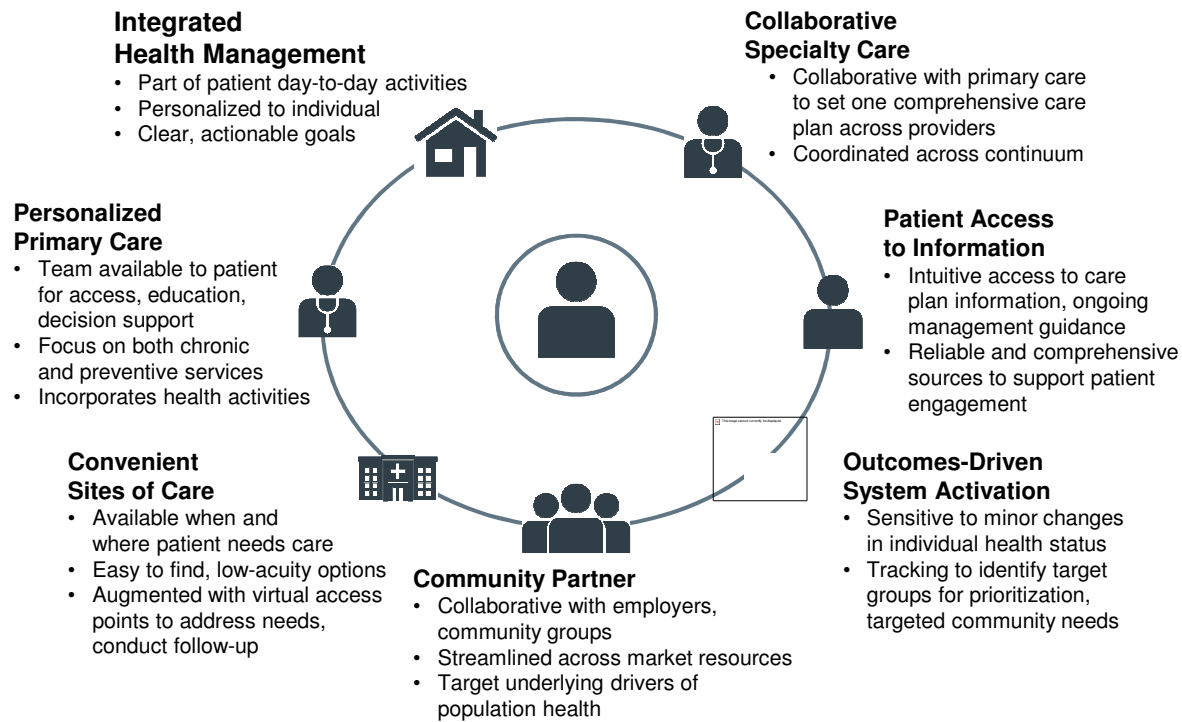 Integrated
Health Management
• Part of patient day-to-day activities
• Personalized to individual
• Clear, actionable goals
Collaborative
Specialty Care
• Collaborative with primary care
to set one comprehensive care
plan across providers
• Coordinated across continuum
Personalized
Primary Care
• Team available to patient
for access, education,
decision support
• Focus on both chronic
and preventive services
• Incorporates health activities
Patient Access
to Information
• Intuitive access to care
plan information, ongoing
management guidance
• Reliable and comprehensive
sources to support patient
engagement
This image cannot currently be displayed.
Convenient
Sites of Care
• Available when and
where patient needs care
• Easy to find, low-acuity options
• Augmented with virtual access
points to address needs,
conduct follow-up
Community Partner
• Collaborative with employers,
community groups
• Streamlined across market resources
• Target underlying drivers of
population health
Outcomes-Driven
System Activation
• Sensitive to minor changes
in individual health status
• Tracking to identify target
groups for prioritization,
targeted community needs